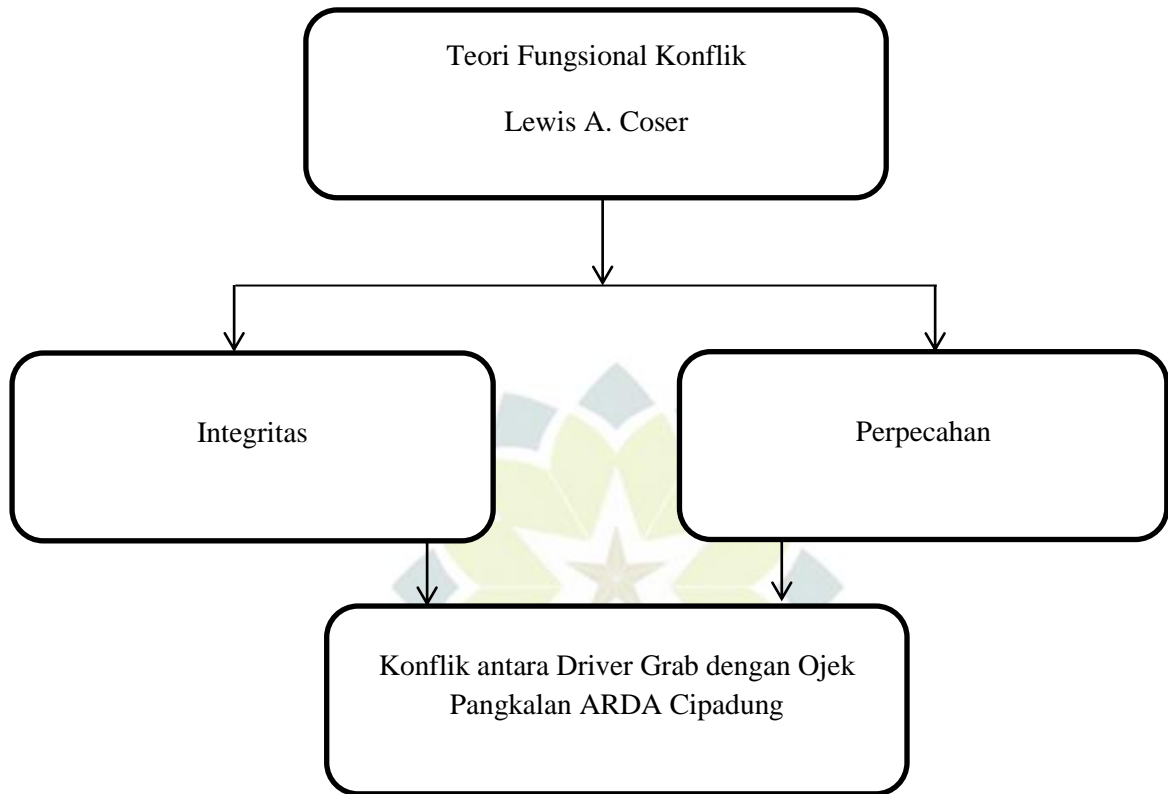 Teori Fungsional Konflik
Lewis A. Coser
Integritas
Perpecahan
Konflik antara Driver Grab dengan Ojek
Pangkalan ARDA Cipadung